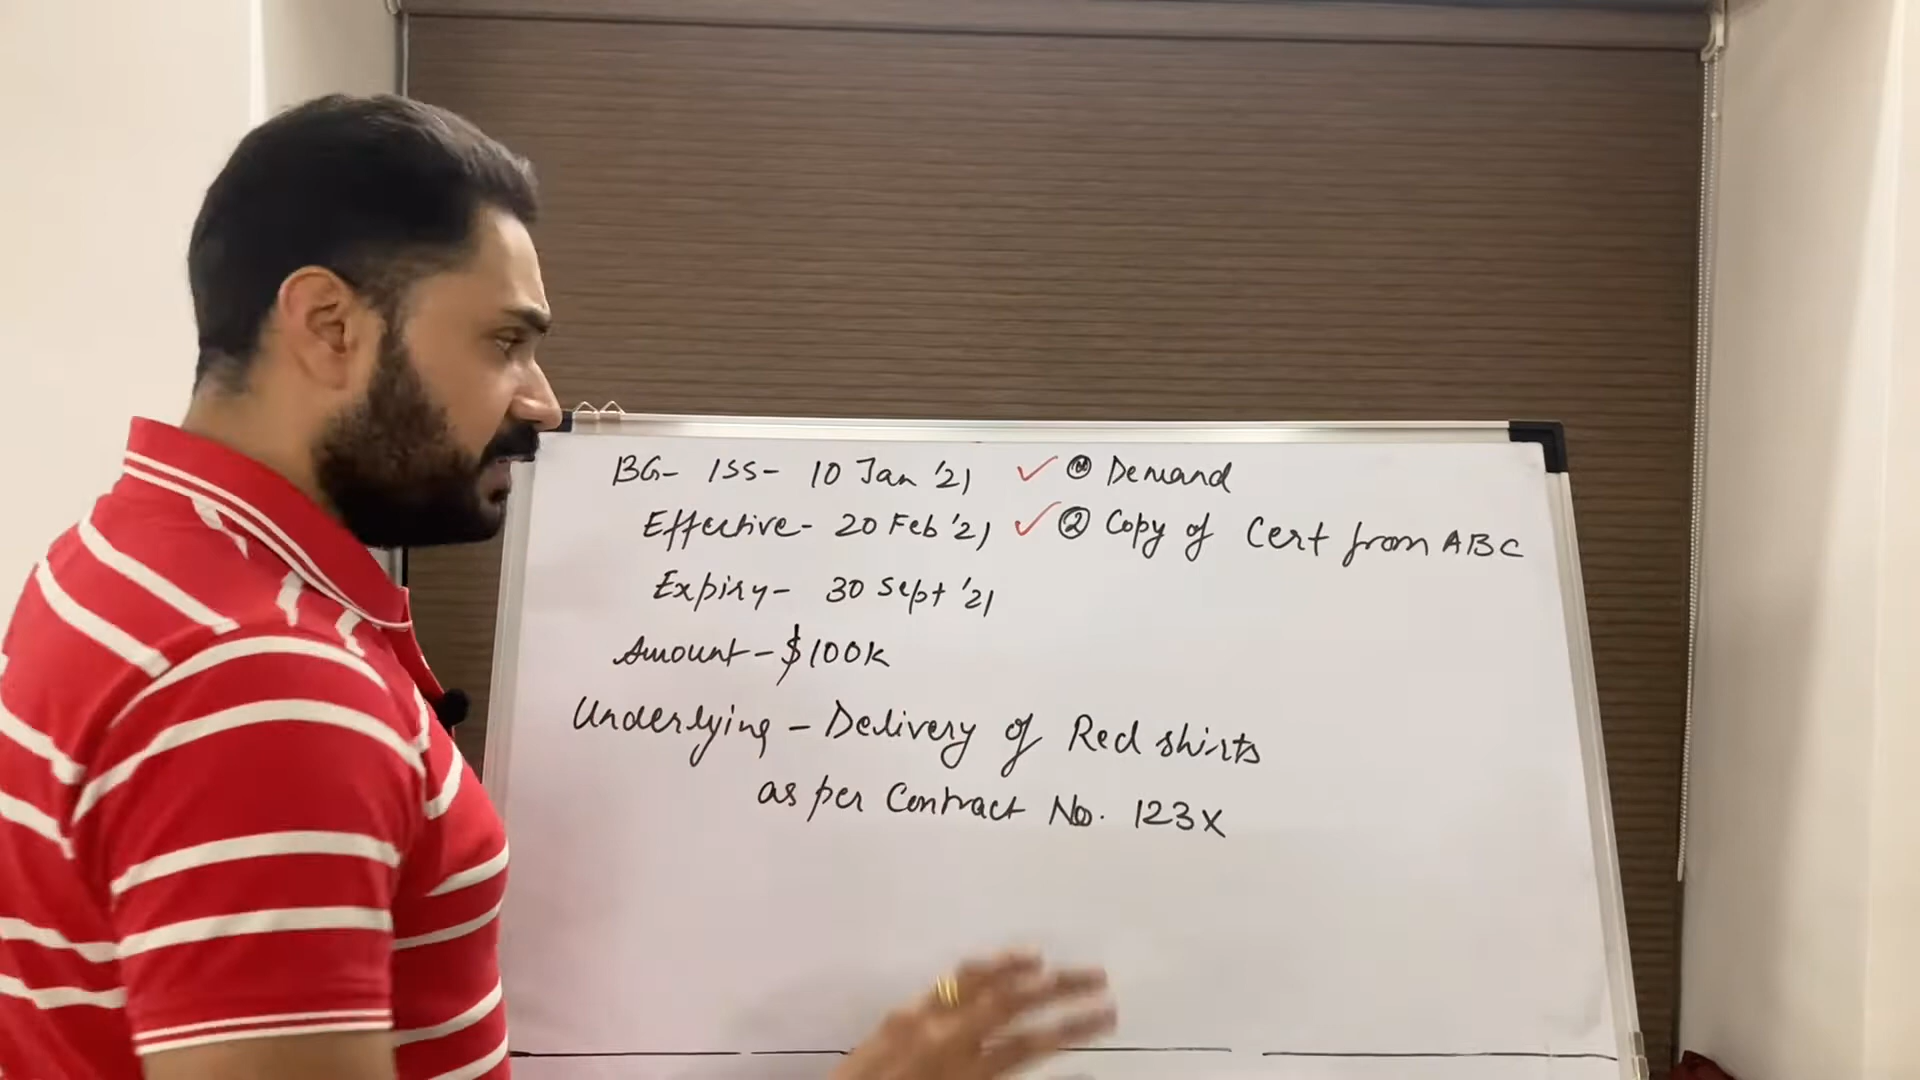 BG- ISS- 10 Jan '21 ✓ ① Demand
Effective- 20 Feb '21 ✓ ② Copy of Cert from ABC
Expiry- 30 Sept '21
Amount- $100K
Underlying - Delivery of Red shirts
as per Contract No. 123X